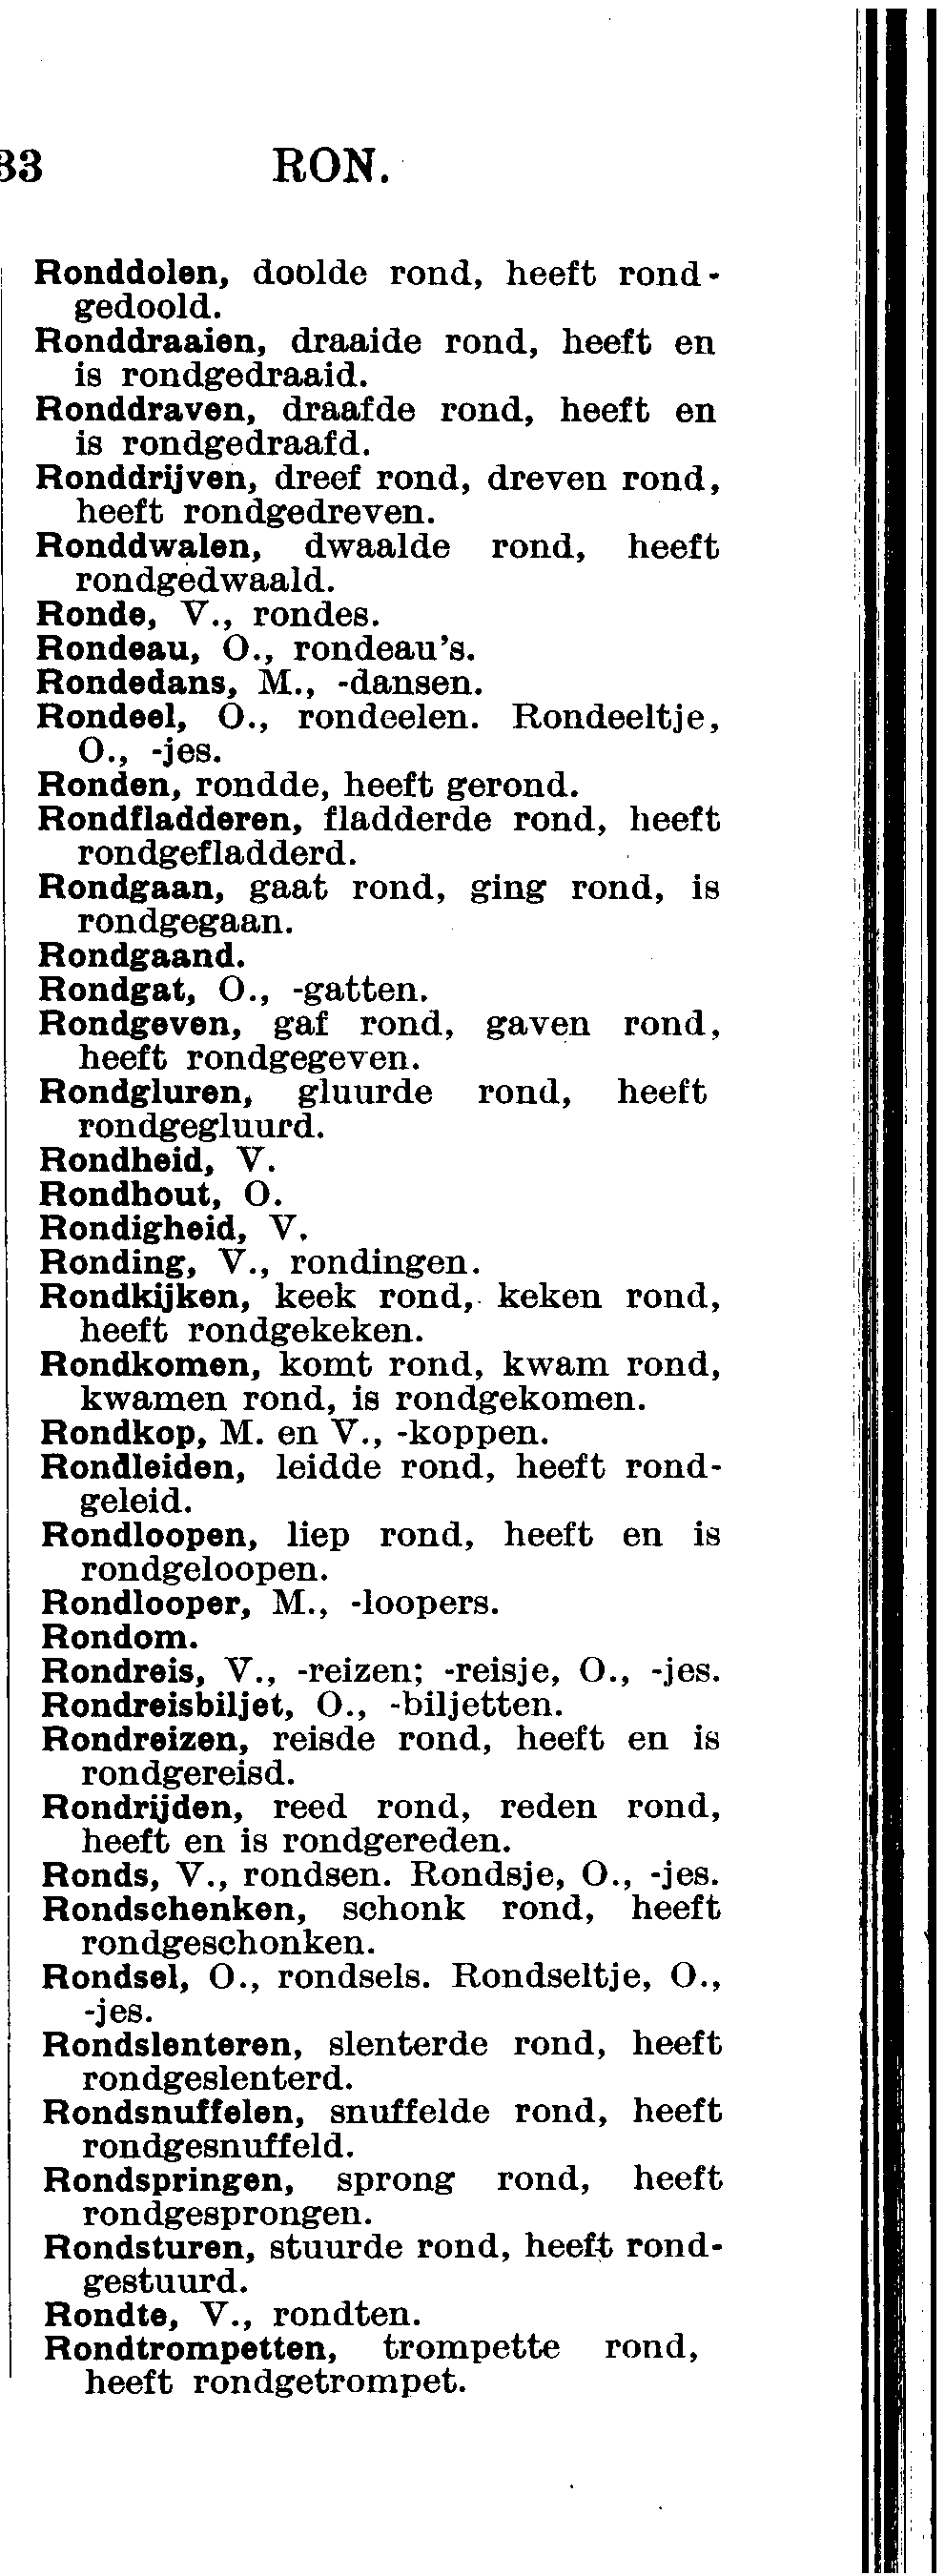 33 RON.
Ronddolen, doolde rond, heeft rond-
gedoold.
Ronddraaien, draaide rond, heeft en
is rondgedraaid.
Ronddraven, draafde rond, heeft en
is rondgedraafd.
Ronddrijven, dreef rond, dreven rond,
heeft rondgedreven.
Ronddwalen, dwaalde rond, heeft
rondgedwaald.
Ronde, V., rondes.
Rondeau, O., rondeau's.
Rondedans, M., -dansen.
Rondeel, O., rondeelen. Rondeeltje,
O., -jes.
Ronden, rondde, heeft gerond.
Rondfladderen, fladderde rond, heeft
rondgefladderd.
Rondgaan, gaat rond, ging rond, is
rondgegaan.
Rondgaand.
Rondgat, O., -gatten.
Rondgeven, gaf rond, gaven rond,
heeft rondgegeven.
Rondgluren, gluurde rond, heeft
rondgegluurd.
Rondheid, V.
Rondhout, O.
Rondigheid, V.
Ronding, V., rondingen.
Rondkijken, keek rond, keken rond,
heeft rondgekeken.
Rondkomen, komt rond, kwam rond,
kwamen rond, is rondgekomen.
Rondkop, M. en V., -koppen.
Rondleiden, leidde rond, heeft rond-
geleid.
Rondloopen, liep rond, heeft en is
rondgeloopen.
Rondlooper, M., -loopers.
Rondom.
Rondreis, V., -reizen; -reisje, O., -jes.
Rondreisbiljet, O., -biljetten.
Rondreizen, reisde rond, heeft en is
rondgereisd.
Rondrijden, reed rond, reden rond,
heeft en is rondgereden.
Ronds, V., rondsen. Rondsje, O., -jes.
Rondschenken, schonk rond, heeft
rondgeschonken.
Rondsel, O., rondsels. Rondseltje, O.,
-jes.
Rondslenteren, slenterde rond, heeft
rondgeslenterd.
Rondsnuffelen, snuffelde rond, heeft
rondgesnuffeld.
Rondspringen, sprong rond, heeft
rondgesprongen.
Rondsturen, stuurde rond, heeft rond-
gestuurd.
Rondte, V., rondten.
Rondtrompetten, trompette rond,
heeft rondgetrompet.